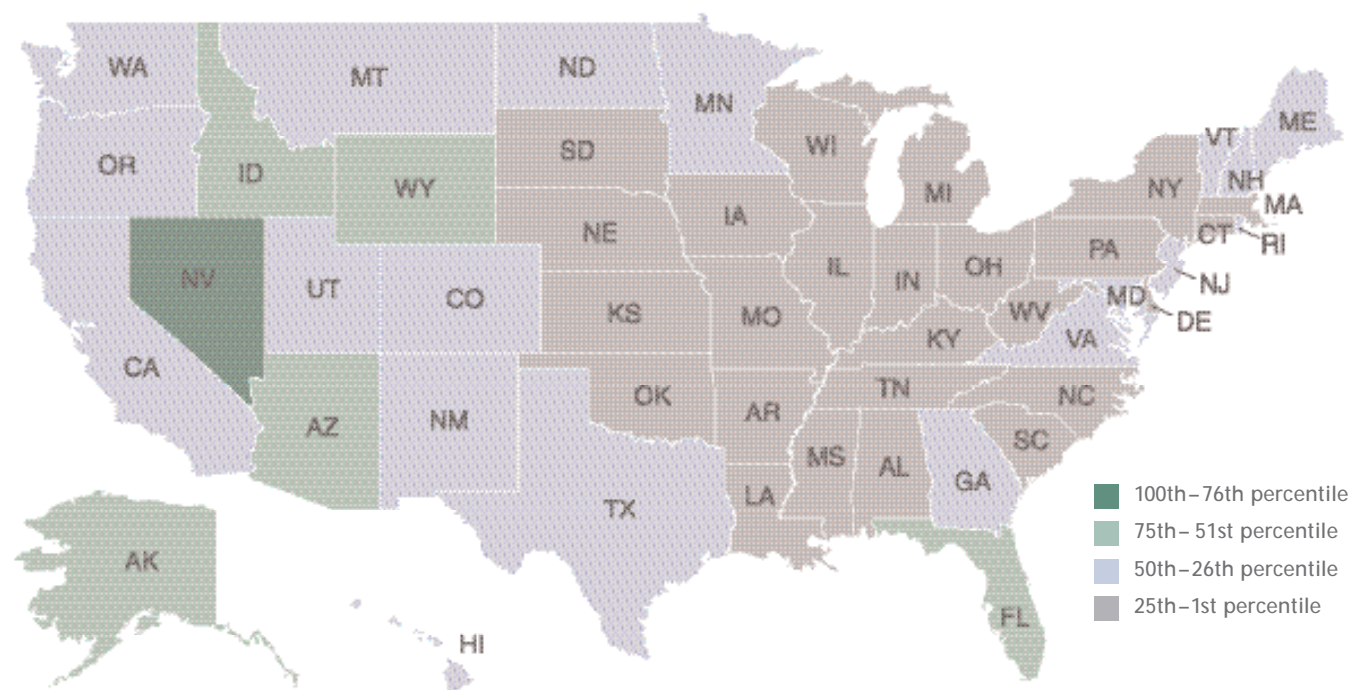 WA
MT
ND
MN
ME
VT
OR
ID
SD
WI
WY
MI
NY
NH
MA
IA
NE
CT
RI
PA
NV
UT
CO
IL
IN
OH
NJ
MD
DE
KS
MO
WV
KY
VA
CA
AZ
NM
OK
AR
TN
NC
SC
MS
AL
GA
LA
TX
100th–76th percentile
75th–51st percentile
AK
50th–26th percentile
25th–1st percentile
FL
HI